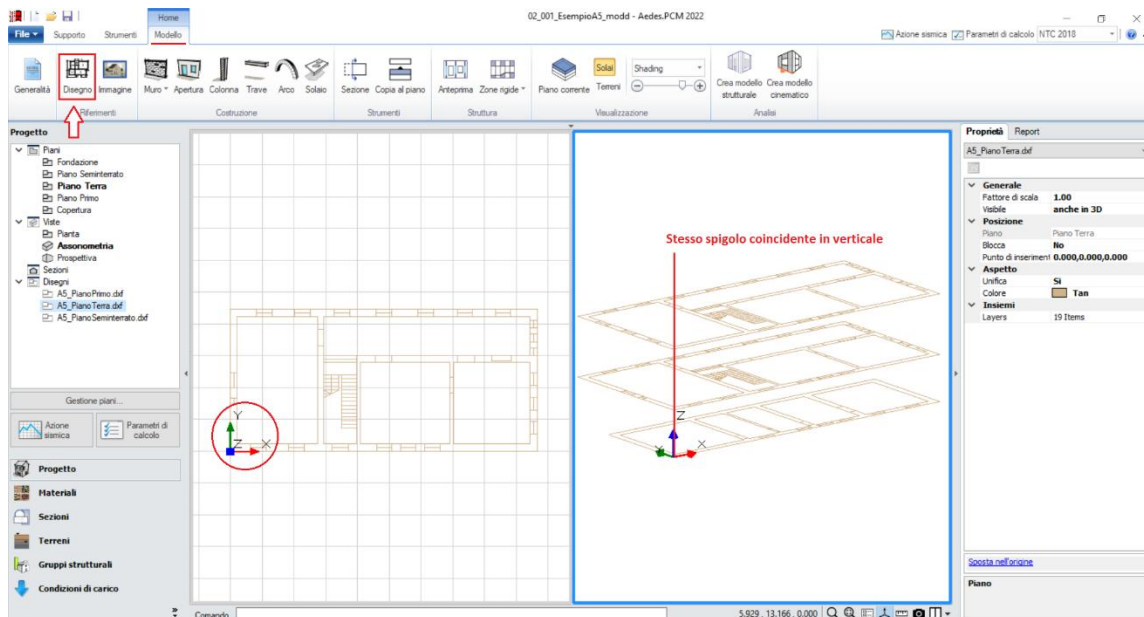 02_001_EsempioA5_modd - Aedes.PCM 2022
Home
File Supporto Strumenti Modello
Azione sismica Parametri di calcolo NTC 2018
Generalità Disegno Immagine Muro Apertura Colonna Trave Arco Solaio Sezione Copia al piano Anteprima Zone rigide Piano corrente Solai Terreni Shading Crea modello strutturale Crea modello cinematico
Riferimenti Costruzione Strumenti Struttura Visualizzazione Analisi
Progetto
Piani
Fondazione
Piano Seminterrato
Piano Terra
Piano Primo
Copertura
Viste
Pianta
Assonometria
Prospettiva
Sezioni
Disegni
A5_PianoPrimo.dxf
A5_PianoTerra.dxf
A5_PianoSeminterrato.dxf
Gestione piani...
Azione sismica
Parametri di calcolo
Progetto
Materiali
Sezioni
Terreni
Gruppi strutturali
Condizioni di carico
Y
Z X
Stesso spigolo coincidente in verticale
Z
Y X
Comando
5.929 , 13.166 , 0.000
Proprietà Report
A5_PianoTerra.dxf
Generale
Fattore di scala 1.00
Visibile anche in 3D
Posizione
Piano Piano Terra
Blocca No
Punto di inseriment 0.000,0.000,0.000
Aspetto
Unifica Sì
Colore Tan
Insiemi
Layers 19 Items
Sposta nell'origine
Piano